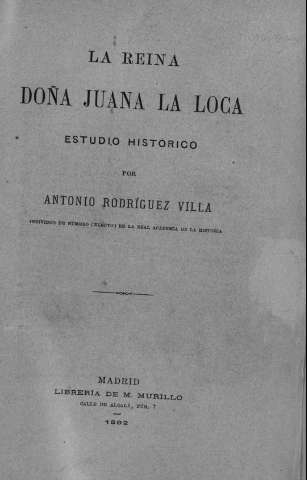 LA REINA
DOÑA JUANA LA LOCA
ESTUDIO HISTORICO
POR
ANTONIO RODRÍGUEZ VILLA
INDIVIDUO DE NÚMERO (ELECTO) DE LA REAL ACADEMIA DE LA HISTORIA
MADRID
LIBRERÍA DE M. MURILLO
CALLE DE ALCALÁ, NÚM. 7
1892